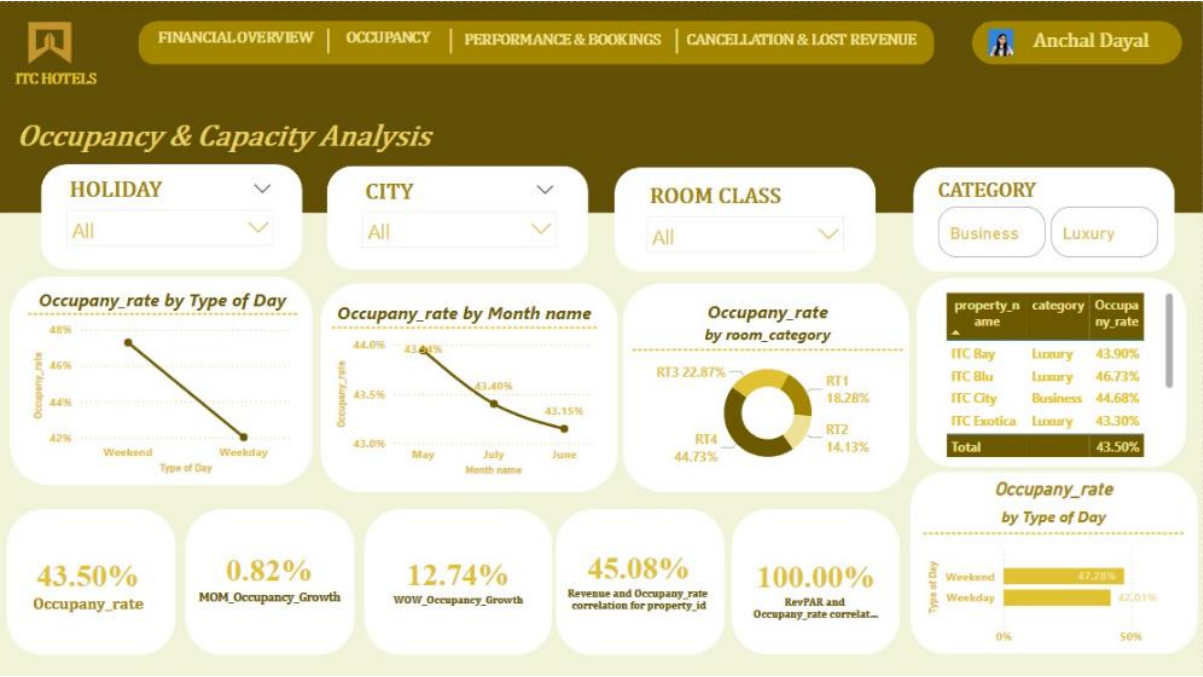 FINANCIAL OVERVIEW
OCCUPANCY
PERFORMANCE & BOOKINGS
CANCELLATION & LOST REVENUE
Anchal Dayal
ITC HOTELS
Occupancy & Capacity Analysis
HOLIDAY
All
CITY
All
ROOM CLASS
All
CATEGORY
Business
Luxury
Occupany_rate by Type of Day
48%
46%
44%
42%
Occupany_rate
Weekend
Weekday
Type of Day
Occupany_rate by Month name
44.0%
43.5%
43.0%
Occupany_rate
43.94%
43.40%
43.15%
May
July
June
Month name
Occupany_rate
by room_category
RT3 22.87%
RT1
18.28%
RT2
14.13%
RT4
44.73%
property_n
ame
category
Occupa
ny_rate
ITC Bay Luxury 43.90%
ITC Blu Luxury 46.73%
ITC City Business 44.68%
ITC Exotica Luxury 43.30%
Total 43.50%
43.50%
Occupany_rate
0.82%
MOM_Occupancy_Growth
12.74%
WOW_Occupancy_Growth
45.08%
Revenue and Occupany_rate
correlation for property_id
100.00%
RevPAR and
Occupany_rate correlat...
Occupany_rate
by Type of Day
Type of Day
Weekend 47.28%
Weekday 42.01%
0%
50%